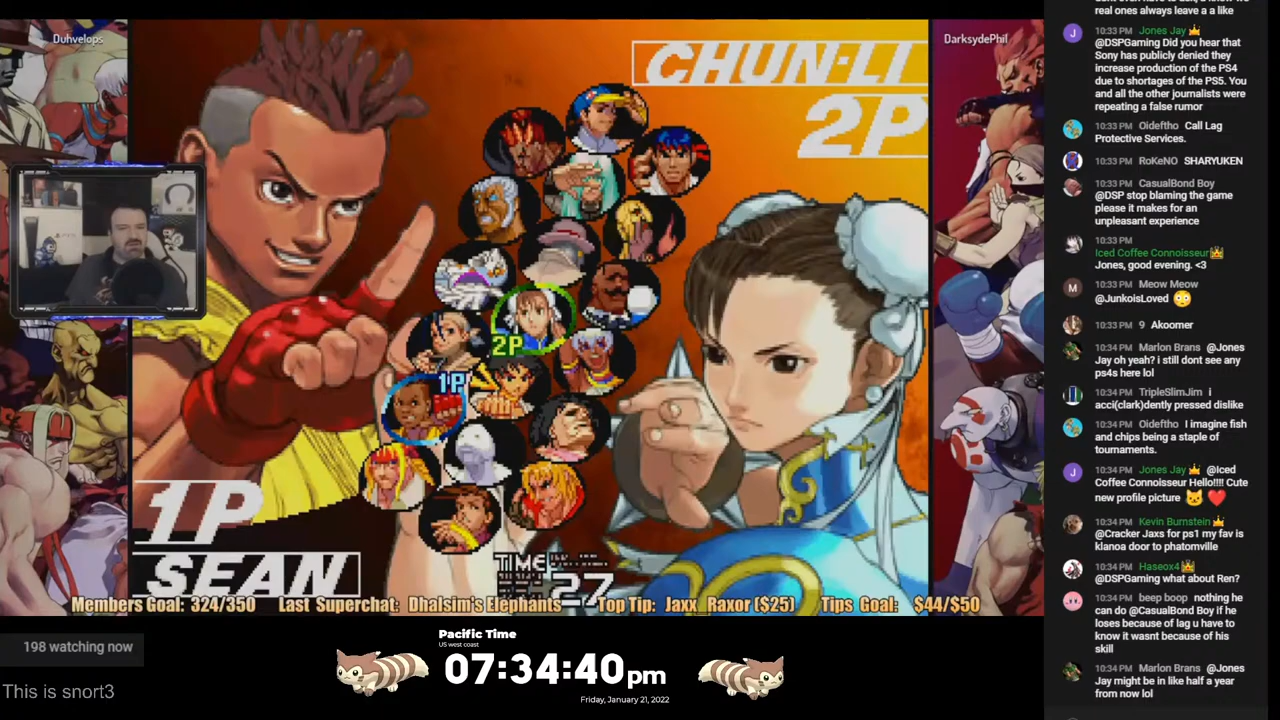 Duhvelops
DarksydePhil
CHUN-LI
2P
2P
1P
1P
SEAN
TIME
27
Members Goal: 324/350 Last Superchat: Dhalsim's Elephants Top Tip: Jaxx_Raxor ($25) Tips Goal: $44/$50
198 watching now
This is snort3
Pacific Time
US west coast
07:34:40pm
Friday, January 21, 2022
real ones always leave a a like
J
10:33 PM Jones Jay
@DSPGaming Did you hear that
Sony has publicly denied they
increase production of the PS4
due to shortages of the PS5. You
and all the other journalists were
repeating a false rumor
10:33 PM Oideftho Call Lag
Protective Services.
10:33 PM RoKeNO SHARYUKEN
10:33 PM CasualBond Boy
@DSP stop blaming the game
please it makes for an
unpleasant experience
10:33 PM
Iced Coffee Connoisseur
Jones, good evening. <3
M
10:33 PM Meow Meow
@JunkoisLoved 😳
10:33 PM 9 Akoomer
10:34 PM Marlon Brans @Jones
Jay oh yeah? i still dont see any
ps4s here lol
10:34 PM TripleSlimJim i
acci(clark)dently pressed dislike
10:34 PM Oideftho I imagine fish
and chips being a staple of
tournaments.
J
10:34 PM Jones Jay @Iced
Coffee Connoisseur Hello!!!! Cute
new profile picture 😺 ❤️
10:34 PM Kevin Burnstein
@Cracker Jaxs for ps1 my fav is
klanoa door to phatomville
10:34 PM Haseox4
@DSPGaming what about Ren?
10:34 PM beep boop nothing he
can do @CasualBond Boy if he
loses because of lag u have to
know it wasnt because of his
skill
10:34 PM Marlon Brans @Jones
Jay might be in like half a year
from now lol